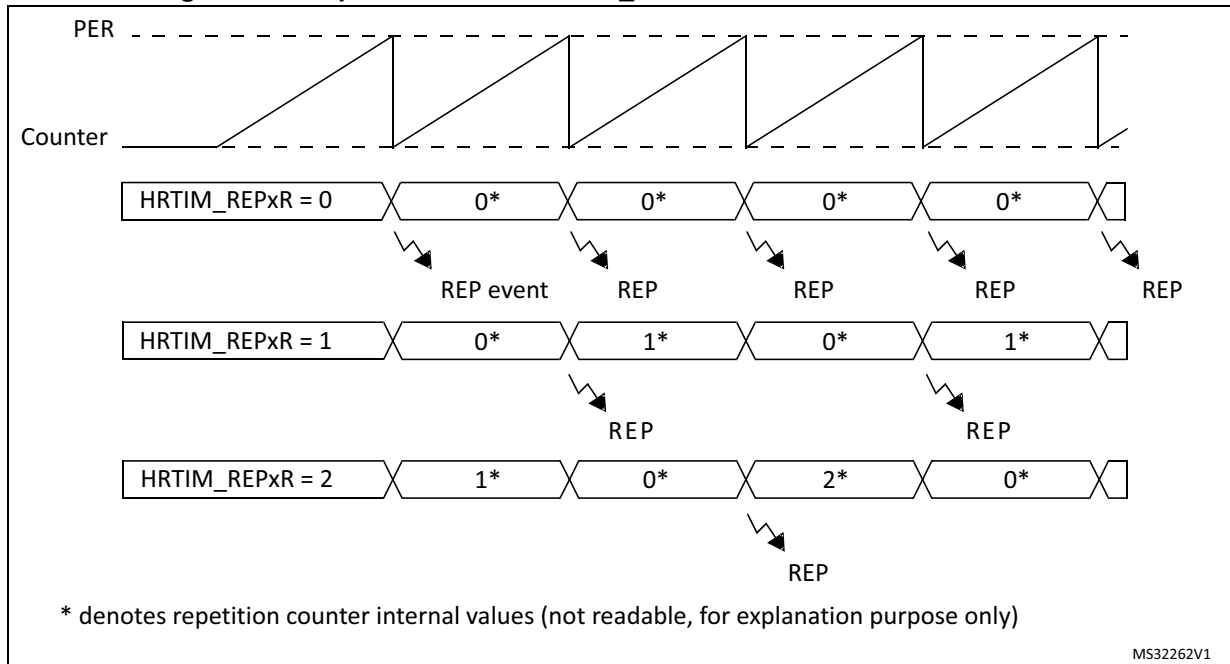 PER
Counter
HRTIM_REPxR = 0 0* 0* 0* 0*
REP event REP REP REP REP
HRTIM_REPxR = 1 0* 1* 0* 1*
REP REP
HRTIM_REPxR = 2 1* 0* 2* 0*
REP
* denotes repetition counter internal values (not readable, for explanation purpose only)
MS32262V1